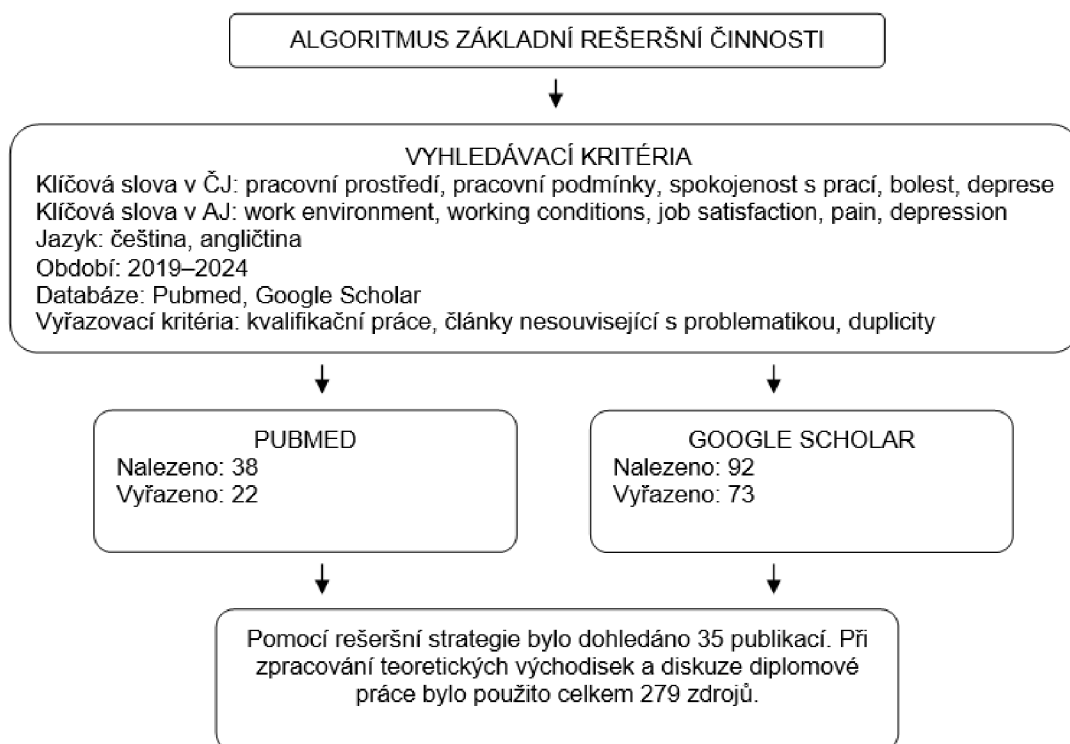 ALGORITMUS ZÁKLADNÍ REŠERŠNÍ ČINNOSTI
VYHLEDÁVACÍ KRITÉRIA
Klíčová slova v ČJ: pracovní prostředí, pracovní podmínky, spokojenost s prací, bolest, deprese
Klíčová slova v AJ: work environment, working conditions, job satisfaction, pain, depression
Jazyk: čeština, angličtina
Období: 2019–2024
Databáze: Pubmed, Google Scholar
Vyřazovací kritéria: kvalifikační práce, články nesouvisející s problematikou, duplicity
PUBMED
Nalezeno: 38
Vyřazeno: 22
GOOGLE SCHOLAR
Nalezeno: 92
Vyřazeno: 73
Pomocí rešeršní strategie bylo dohledáno 35 publikací. Při
zpracování teoretických východisek a diskuze diplomové
práce bylo použito celkem 279 zdrojů.